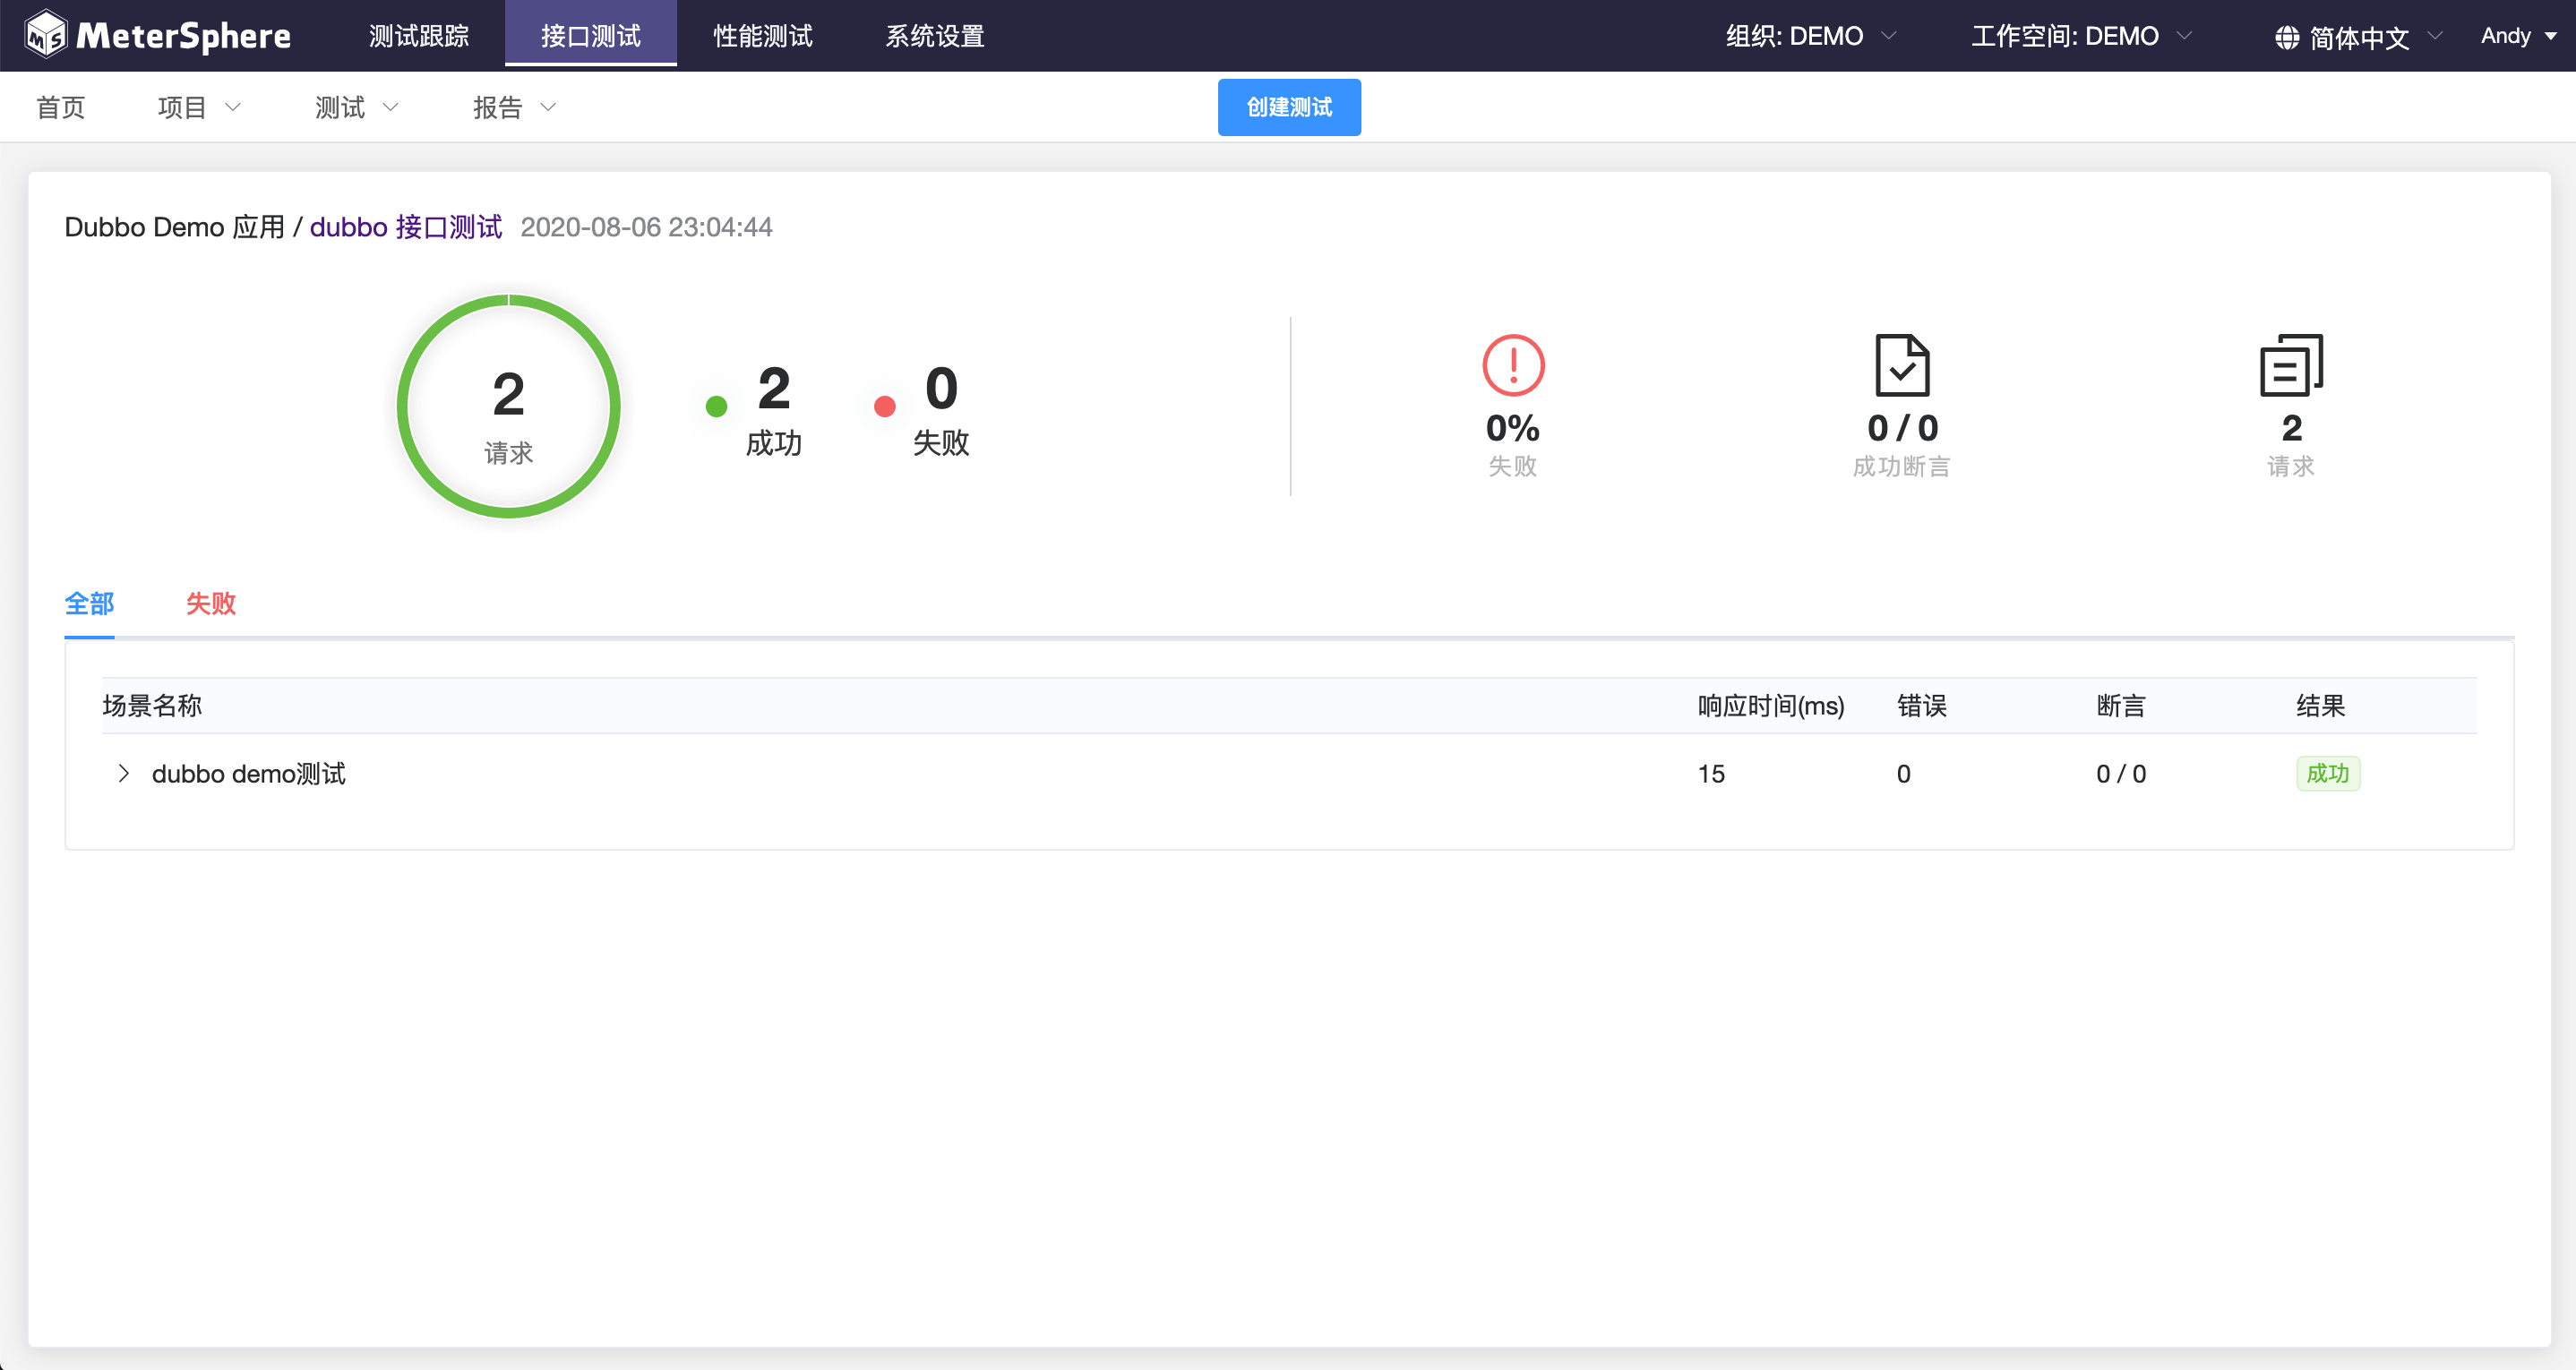 MeterSphere 测试跟踪 接口测试 性能测试 系统设置 组织: DEMO 工作空间: DEMO 简体中文 Andy
首页 项目 测试 报告 创建测试
Dubbo Demo 应用 / dubbo 接口测试 2020-08-06 23:04:44
2
请求
2
成功
0
失败
0%
失败
0 / 0
成功断言
2
请求
全部 失败
场景名称 响应时间(ms) 错误 断言 结果
dubbo demo测试 15 0 0 / 0 成功